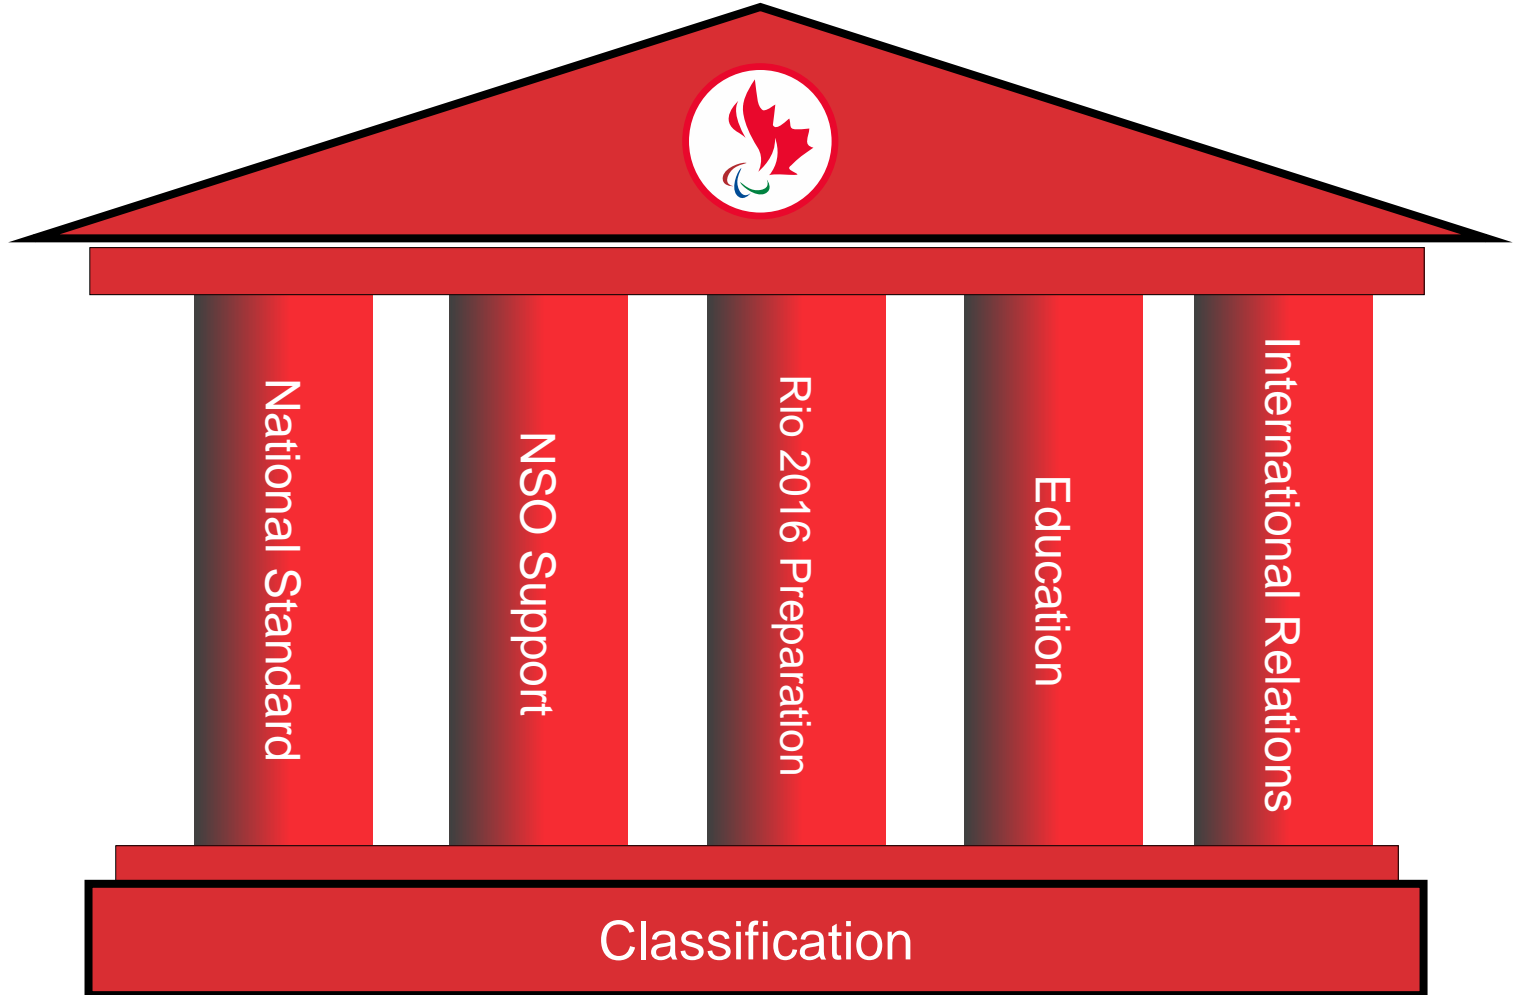 National Standard
NSO Support
Rio 2016 Preparation
Education
International Relations
Classification